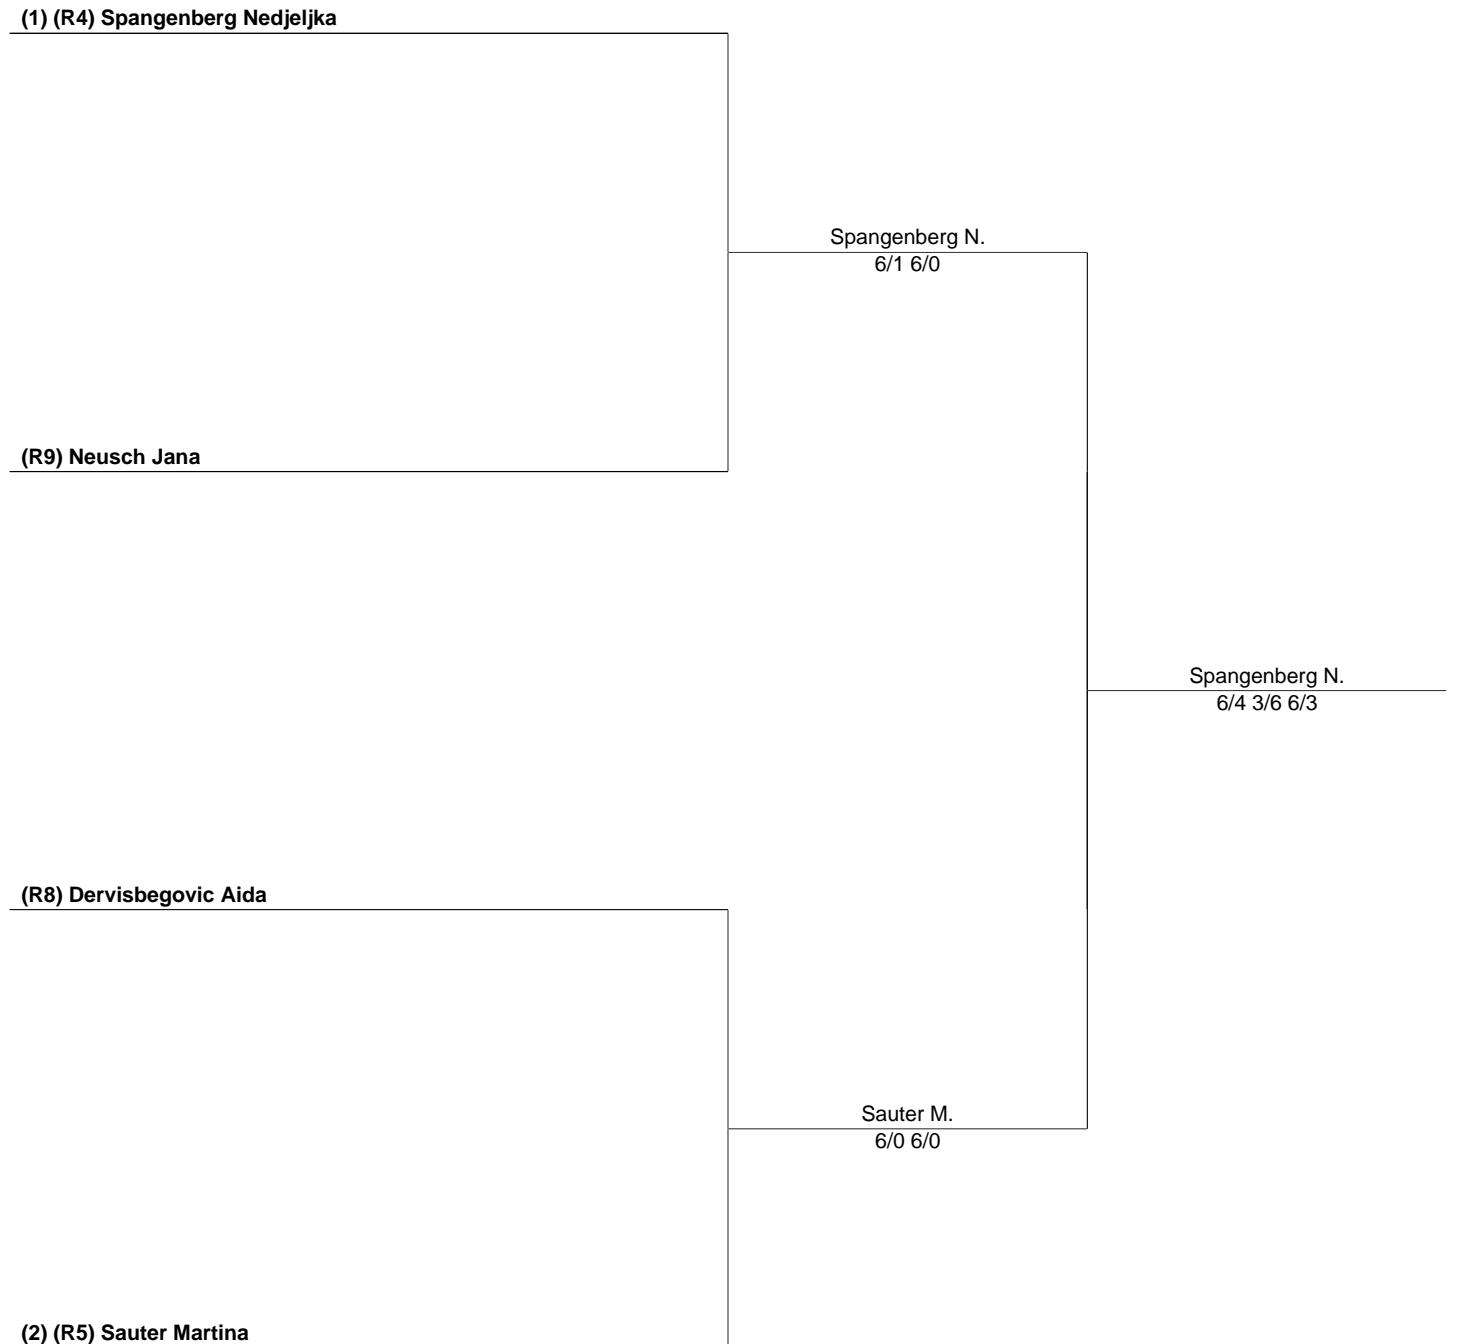 (1) (R4) Spangenberg Nedjeljka
Spangenberg N.
6/1 6/0
(R9) Neusch Jana
Spangenberg N.
6/4 3/6 6/3
(R8) Dervisbegovic Aida
Sauter M.
6/0 6/0
(2) (R5) Sauter Martina